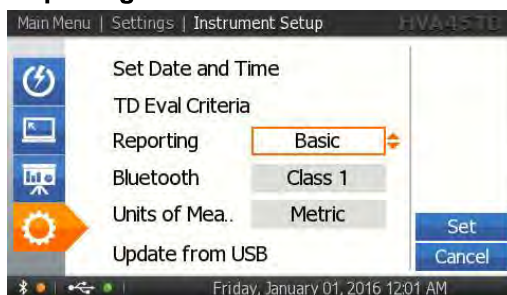 Main Menu | Settings | Instrument Setup HVA45TD
Set Date and Time
TD Eval Criteria
Reporting Basic
Bluetooth Class 1
Units of Mea.. Metric
Update from USB
Set
Cancel
Friday, January 01, 2016 12:01 AM